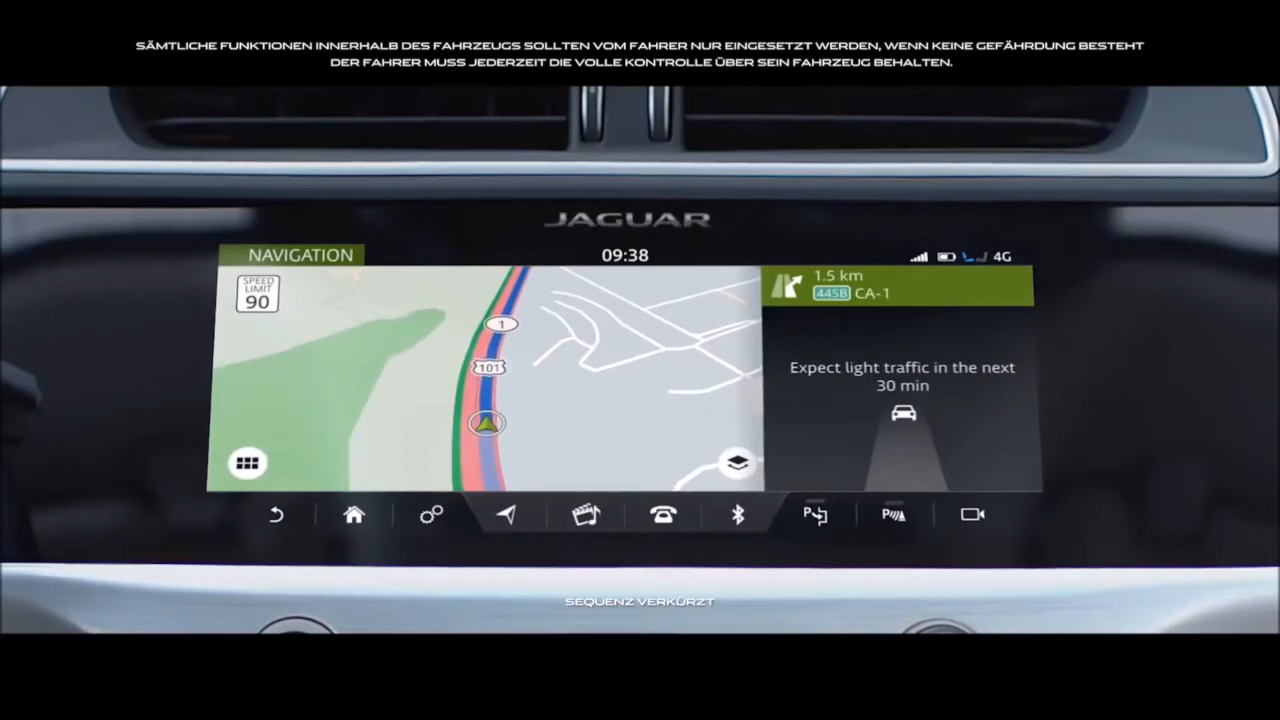 SÄMTLICHE FUNKTIONEN INNERHALB DES FAHRZEUGS SOLLTEN VOM FAHRER NUR EINGESETZT WERDEN, WENN KEINE GEFÄHRDUNG BESTEHT
DER FAHRER MUSS JEDERZEIT DIE VOLLE KONTROLLE ÜBER SEIN FAHRZEUG BEHALTEN.
JAGUAR
NAVIGATION
09:38
4G
SPEED
LIMIT
90
1.5 km
445B CA-1
1
101
Expect light traffic in the next
30 min
P
P
SEQUENZ VERKÜRZT